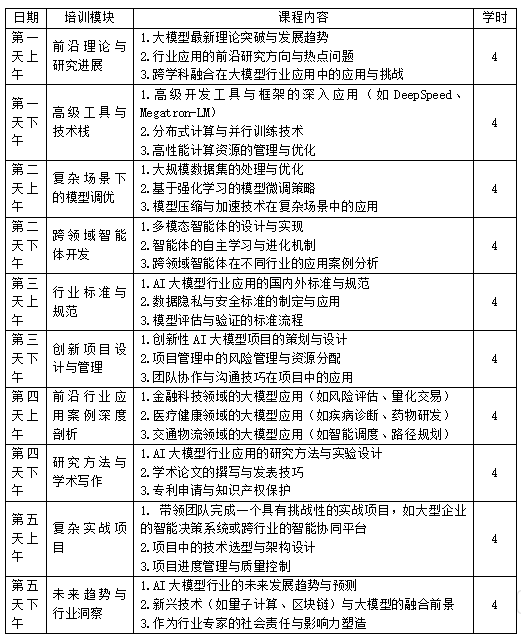 日期 培训模块 课程内容 学时
第一天上午 前沿理论与研究进展 1.大模型最新理论突破与发展趋势
2.行业应用的前沿研究方向与热点问题
3.跨学科融合在大模型行业应用中的应用与挑战 4
第一天下午 高级工具与技术栈 1.高级开发工具与框架的深入应用（如DeepSpeed、
Megatron-LM）
2.分布式计算与并行训练技术
3.高性能计算资源的管理与优化 4
第二天上午 复杂场景下的模型调优 1.大规模数据集的处理与优化
2.基于强化学习的模型微调策略
3.模型压缩与加速技术在复杂场景中的应用 4
第二天下午 跨领域智能体开发 1.多模态智能体的设计与实现
2.智能体的自主学习与进化机制
3.跨领域智能体在不同行业的应用案例分析 4
第三天上午 行业标准与规范 1.AI大模型行业应用的国内外标准与规范
2.数据隐私与安全标准的制定与应用
3.模型评估与验证的标准流程 4
第三天下午 创新项目设计与管理 1.创新性AI大模型项目的策划与设计
2.项目管理中的风险管理与资源分配
3.团队协作与沟通技巧在项目中的应用 4
第四天上午 前沿行业应用案例深度剖析 1.金融科技领域的大模型应用（如风险评估、量化交易）
2.医疗健康领域的大模型应用（如疾病诊断、药物研发）
3.交通物流领域的大模型应用（如智能调度、路径规划） 4
第四天下午 研究方法与学术写作 1.AI大模型行业应用的研究方法与实验设计
2.学术论文的撰写与发表技巧
3.专利申请与知识产权保护 4
第五天上午 复杂实战项目 1. 带领团队完成一个具有挑战性的实战项目，如大型企业
的智能决策系统或跨行业的智能协同平台
2.项目中的技术选型与架构设计
3.项目进度管理与质量控制 4
第五天下午 未来趋势与行业洞察 1.AI大模型行业的未来发展趋势与预测
2.新兴技术（如量子计算、区块链）与大模型的融合前景
3.作为行业专家的社会责任与影响力塑造 4